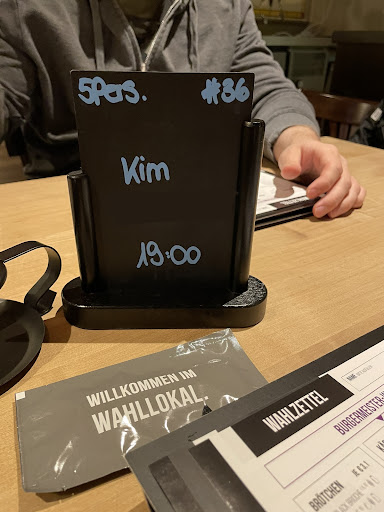 5Pers. #36
Kim
19:00
WILLKOMMEN IM
WAHLLOKAL.
WAHLZETTEL
BURGERMEISTER-
BRÖTCHEN